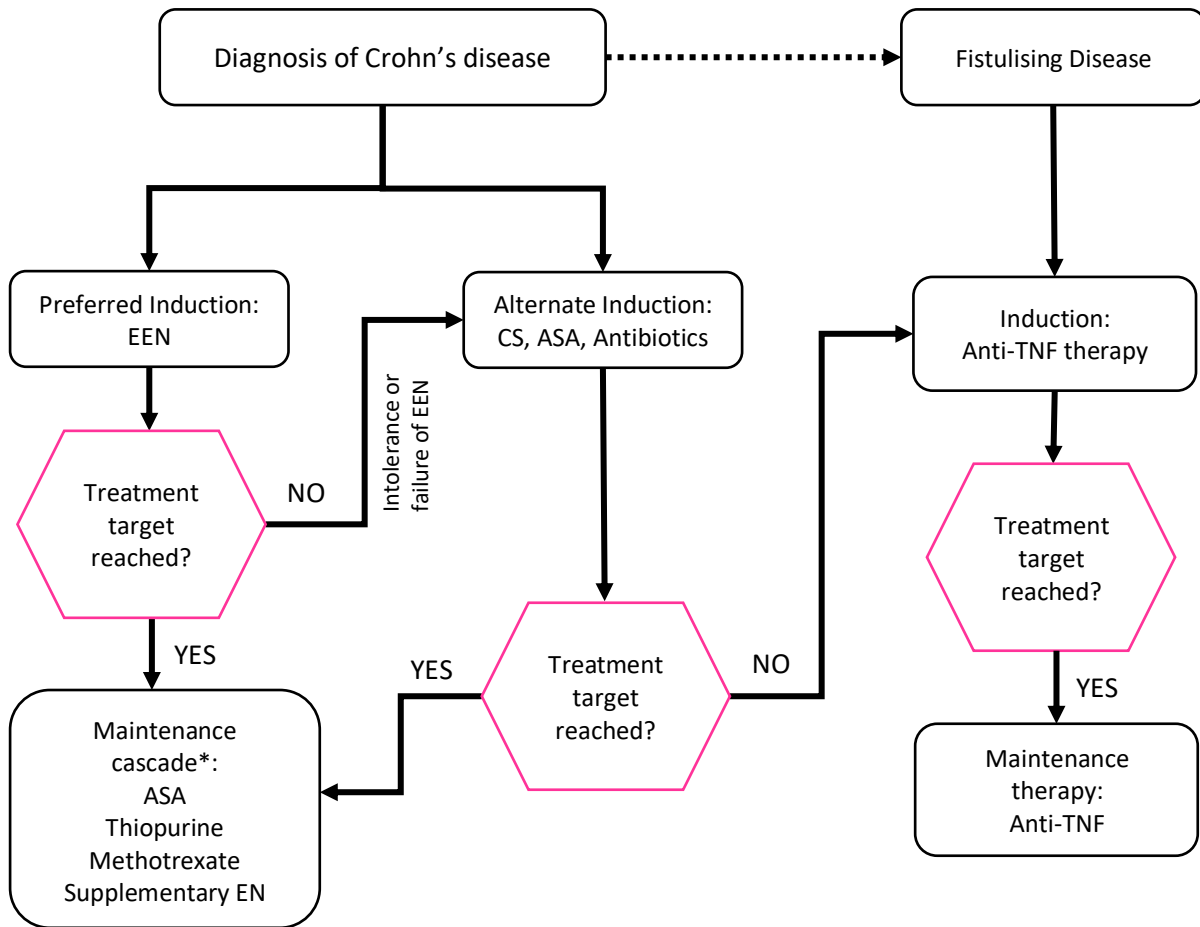 Diagnosis of Crohn’s disease
Fistulising Disease
Preferred Induction:
EEN
Alternate Induction:
CS, ASA, Antibiotics
Induction:
Anti-TNF therapy
Intolerance or
failure of EEN
Treatment
target
reached?
NO
YES
Treatment
target
reached?
YES
NO
Treatment
target
reached?
YES
Maintenance
cascade*:
ASA
Thiopurine
Methotrexate
Supplementary EN
Maintenance
therapy:
Anti-TNF